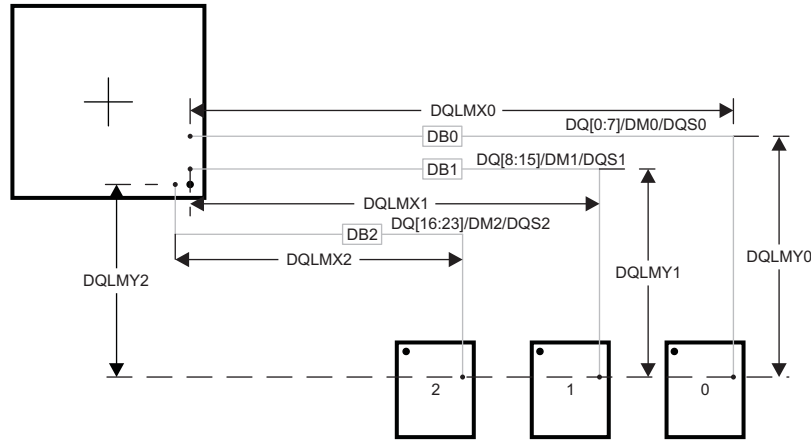 DQLMX0
DB0
DQ[0:7]/DM0/DQS0
DB1
DQ[8:15]/DM1/DQS1
DQLMX1
DQ[16:23]/DM2/DQS2
DB2
DQLMX2
DQLMY0
DQLMY1
DQLMY2
2
1
0